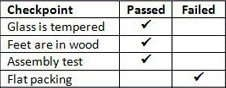 Checkpoint Passed Failed
Glass is tempered ✓
Feet are in wood ✓
Assembly test ✓
Flat packing ✓